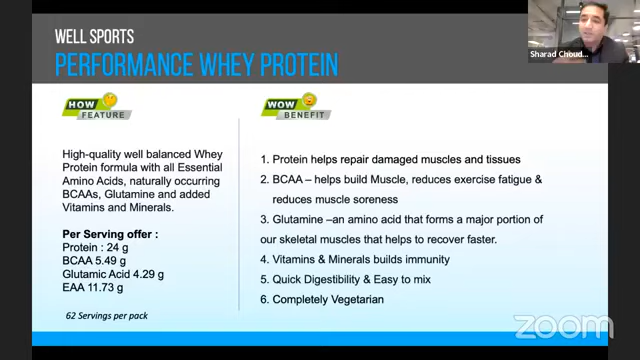 WELL SPORTS
PERFORMANCE WHEY PROTEIN
Sharad Choud...
HOW
FEATURE
WOW
BENEFIT
High-quality well balanced Whey
Protein formula with all Essential
Amino Acids, naturally occurring
BCAAs, Glutamine and added
Vitamins and Minerals.
Per Serving offer :
Protein : 24 g
BCAA 5.49 g
Glutamic Acid 4.29 g
EAA 11.73 g
62 Servings per pack
1. Protein helps repair damaged muscles and tissues
2. BCAA – helps build Muscle, reduces exercise fatigue &
reduces muscle soreness
3. Glutamine –an amino acid that forms a major portion of
our skeletal muscles that helps to recover faster.
4. Vitamins & Minerals builds immunity
5. Quick Digestibility & Easy to mix
6. Completely Vegetarian
zoom